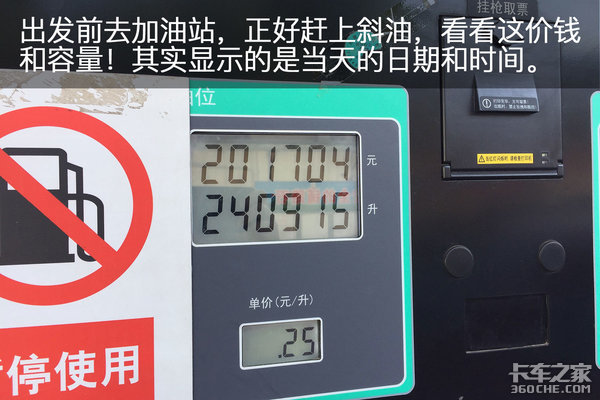 出发前去加油站，正好赶上斜油，看看这价钱
和容量！其实显示的是当天的日期和时间。
挂枪取票
油位
201704 元
240915 升
单价(元/升)
.25
停使用
卡车之家
360CHE.COM